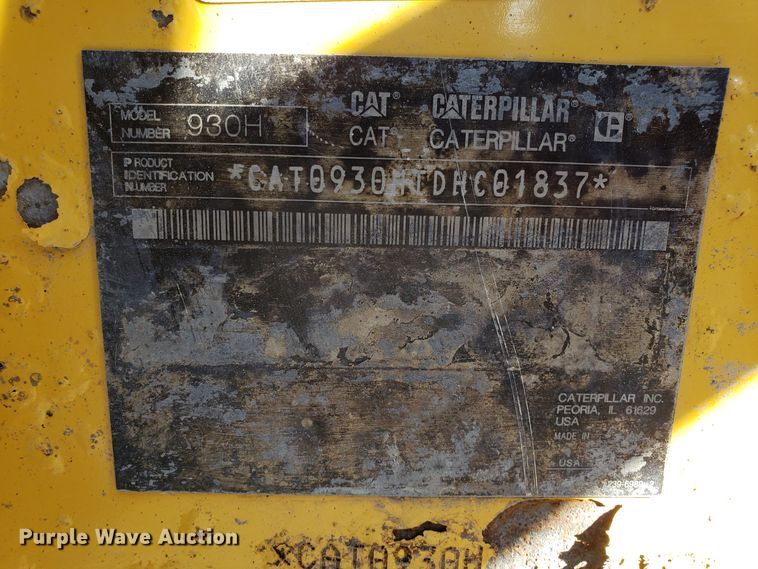 MODEL NUMBER 930H
CAT® CATERPILLAR®
CAT® CATERPILLAR®
PRODUCT IDENTIFICATION NUMBER *CAT0930HTDHC01837*
CATERPILLAR INC.
PEORIA, IL 61629
USA
MADE IN
USA
Purple Wave Auction
*CAT0930H